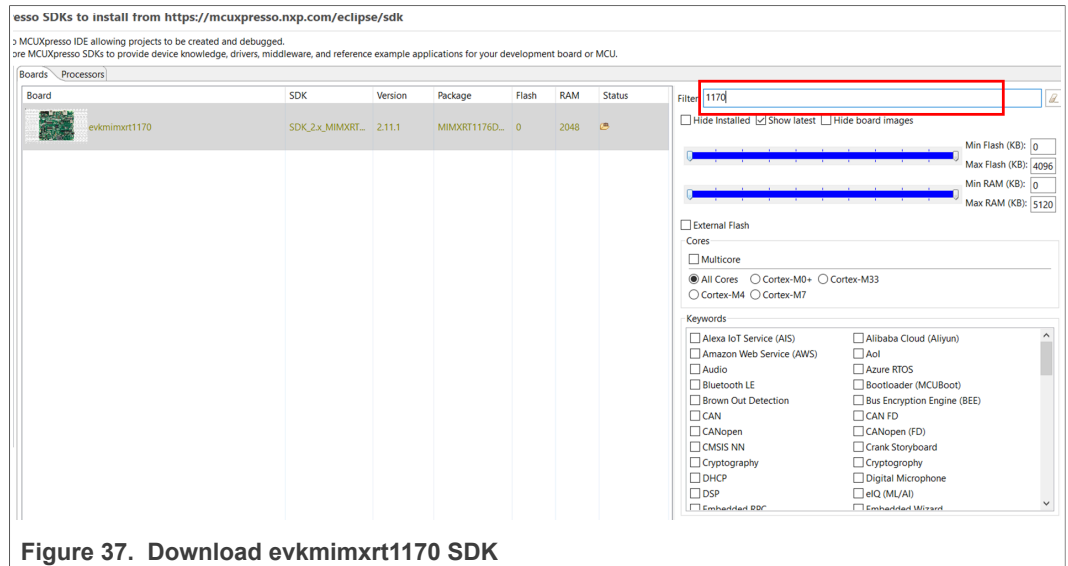 esso SDKs to install from https://mcuxpresso.nxp.com/eclipse/sdk
MCUXpresso IDE allowing projects to be created and debugged.
ore MCUXpresso SDKs to provide device knowledge, drivers, middleware, and reference example applications for your development board or MCU.
Boards Processors
Board SDK Version Package Flash RAM Status
evkmimxrt1170 SDK_2.x_MIMXRT... 2.11.1 MIMXRT1176D... 0 2048
Filter: 1170
Hide Installed Show latest Hide board images
Min Flash (KB): 0
Max Flash (KB): 4096
Min RAM (KB): 0
Max RAM (KB): 5120
External Flash
Cores
Multicore
All Cores Cortex-M0+ Cortex-M33
Cortex-M4 Cortex-M7
Keywords
Alexa IoT Service (AIS) Alibaba Cloud (Aliyun)
Amazon Web Service (AWS) AoI
Audio Azure RTOS
Bluetooth LE Bootloader (MCUBoot)
Brown Out Detection Bus Encryption Engine (BEE)
CAN CAN FD
CANopen CANopen (FD)
CMSIS NN Crank Storyboard
Cryptography Cryptogrophy
DHCP Digital Microphone
DSP eIQ (ML/AI)
Embedded RPC Embedded Wizard
Figure 37. Download evkmimxrt1170 SDK